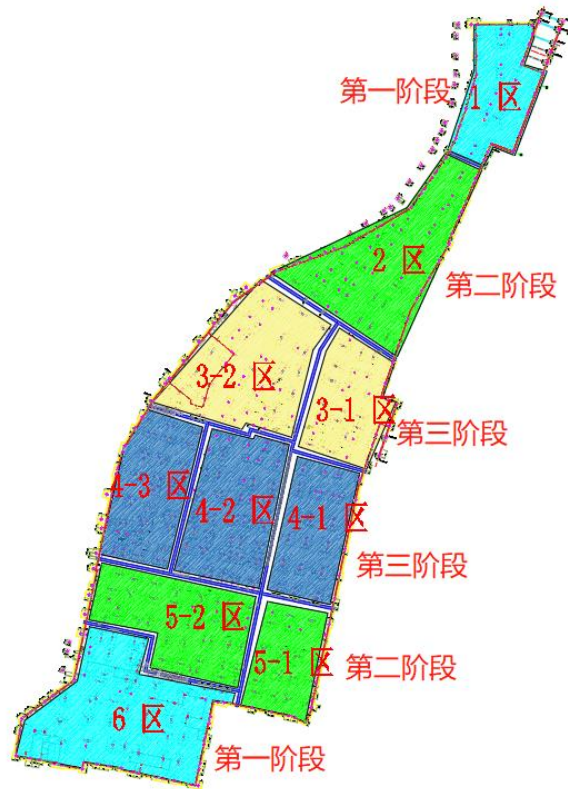 第一阶段
1 区
2 区
第二阶段
3-2 区
3-1 区
第三阶段
4-3 区
4-2 区
4-1 区
第三阶段
5-2 区
5-1 区
第二阶段
6 区
第一阶段